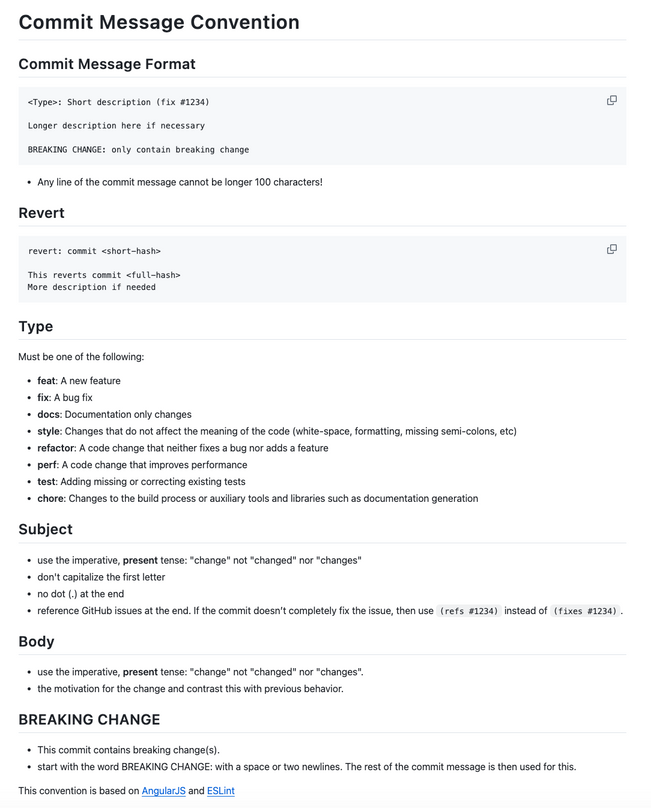 Commit Message Convention
Commit Message Format
<Type>: Short description (fix #1234)
Longer description here if necessary
BREAKING CHANGE: only contain breaking change
• Any line of the commit message cannot be longer 100 characters!
Revert
revert: commit <short-hash>
This reverts commit <full-hash>
More description if needed
Type
Must be one of the following:
• feat: A new feature
• fix: A bug fix
• docs: Documentation only changes
• style: Changes that do not affect the meaning of the code (white-space, formatting, missing semi-colons, etc)
• refactor: A code change that neither fixes a bug nor adds a feature
• perf: A code change that improves performance
• test: Adding missing or correcting existing tests
• chore: Changes to the build process or auxiliary tools and libraries such as documentation generation
Subject
• use the imperative, present tense: "change" not "changed" nor "changes"
• don't capitalize the first letter
• no dot (.) at the end
• reference GitHub issues at the end. If the commit doesn't completely fix the issue, then use (refs #1234) instead of (fixes #1234).
Body
• use the imperative, present tense: "change" not "changed" nor "changes".
• the motivation for the change and contrast this with previous behavior.
BREAKING CHANGE
• This commit contains breaking change(s).
• start with the word BREAKING CHANGE: with a space or two newlines. The rest of the commit message is then used for this.
This convention is based on AngularJS and ESLint